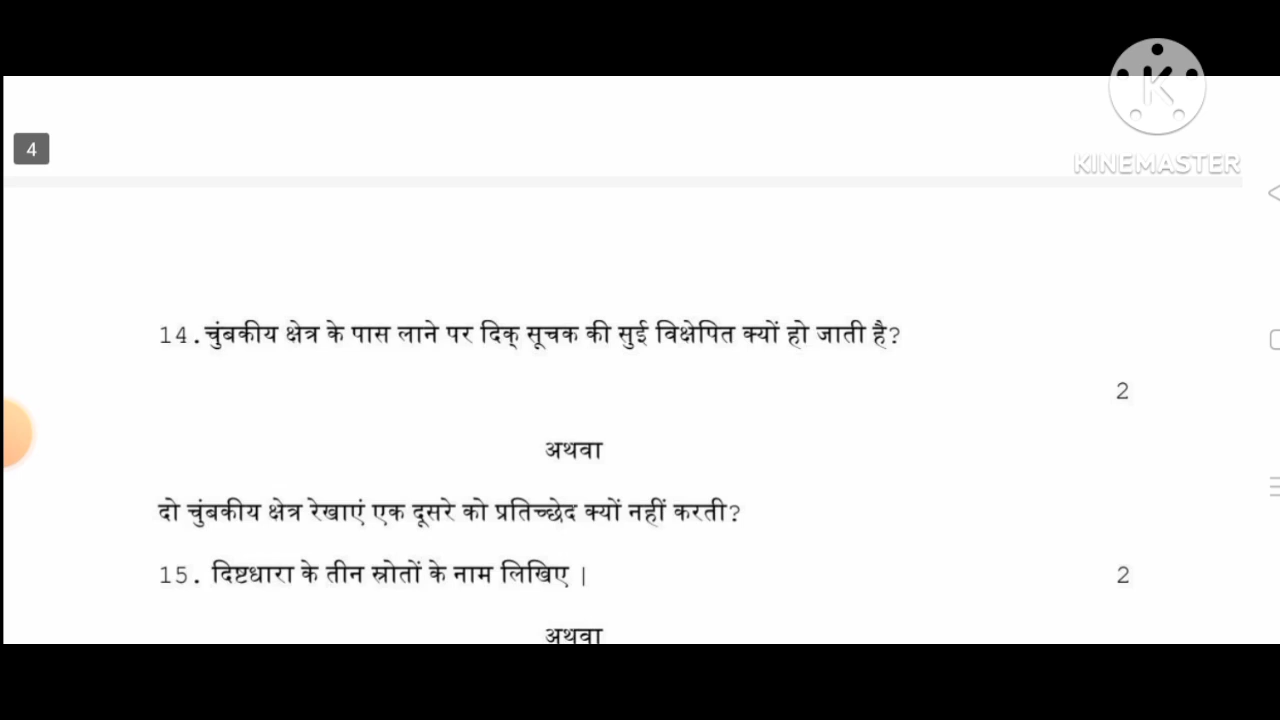 KINEMASTER
4
14.चुंबकीय क्षेत्र के पास लाने पर दिक् सूचक की सुई विक्षेपित क्यों हो जाती है?
2
अथवा
दो चुंबकीय क्षेत्र रेखाएं एक दूसरे को प्रतिच्छेद क्यों नहीं करती?
15. दिष्टधारा के तीन स्रोतों के नाम लिखिए | 2
अथवा